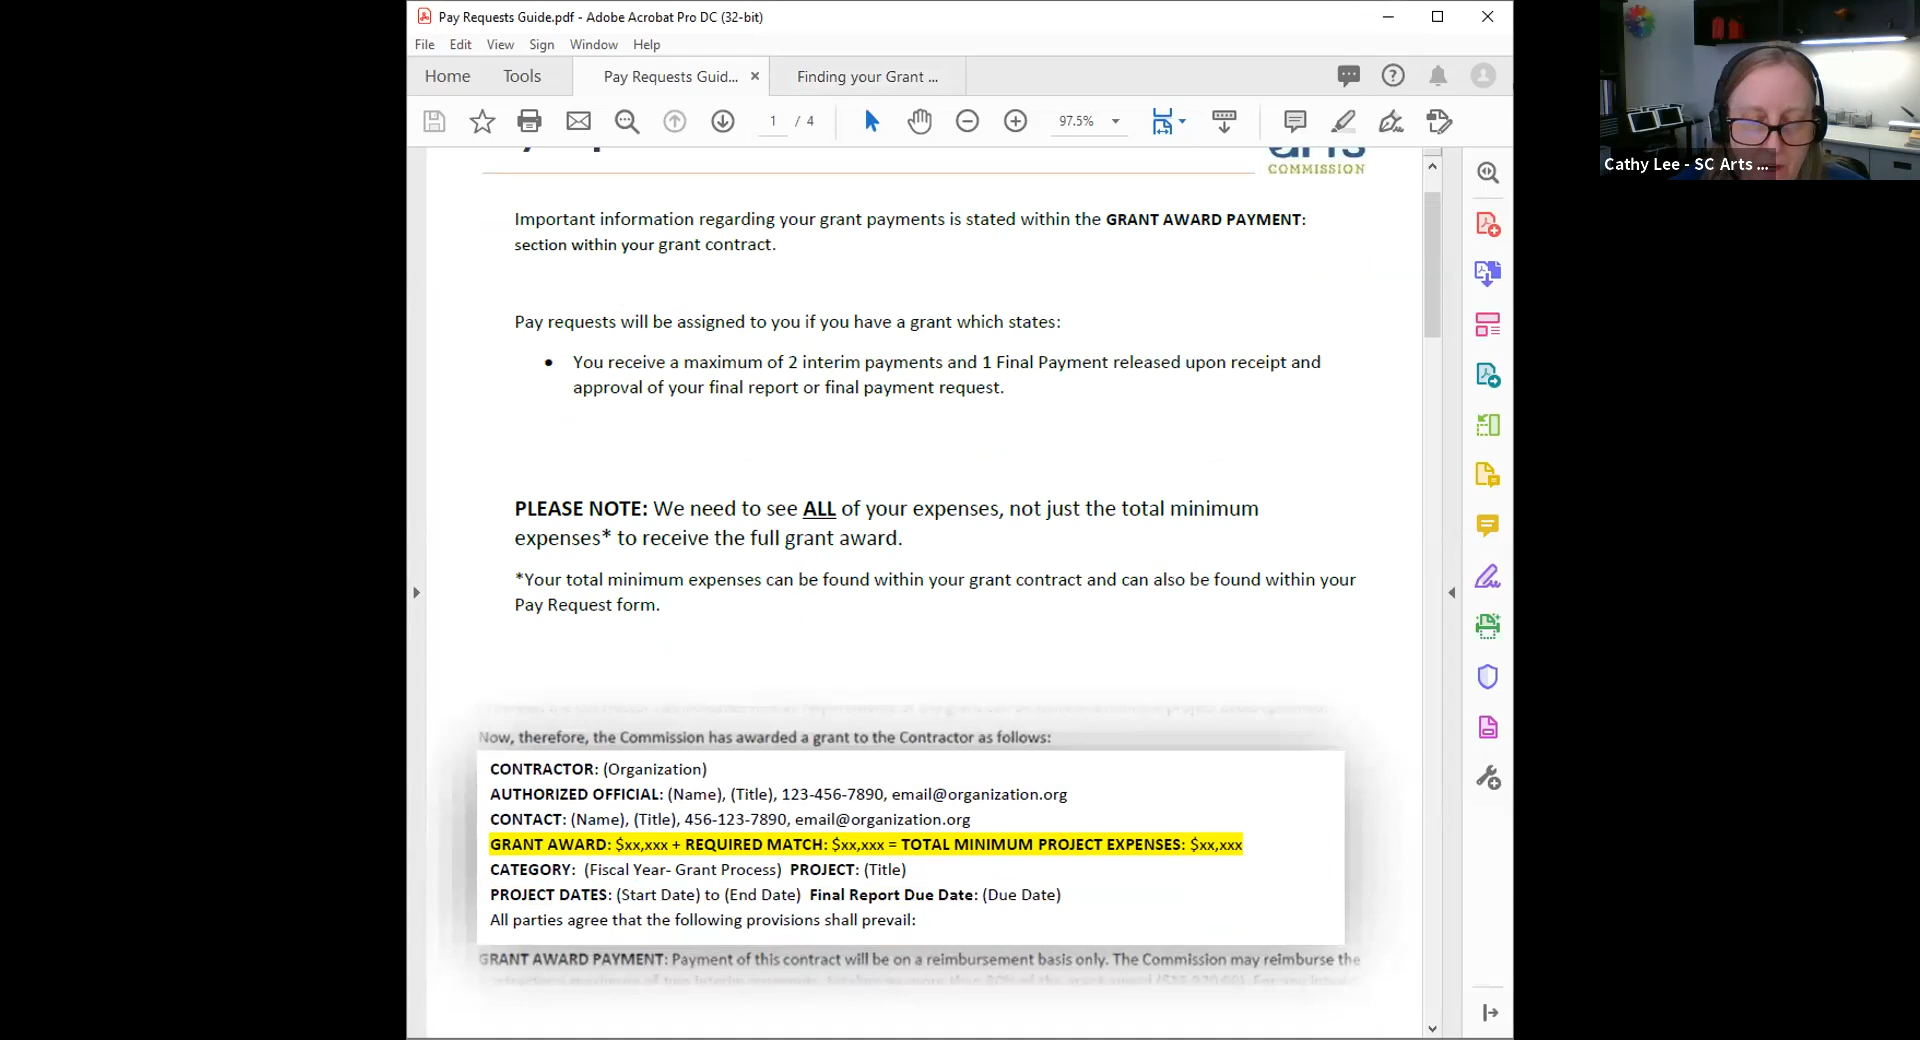 Pay Requests Guide.pdf - Adobe Acrobat Pro DC (32-bit)
File Edit View Sign Window Help
Home Tools Pay Requests Guid... × Finding your Grant ...
1 / 4 97.5%
arts
COMMISSION
Cathy Lee - SC Arts ...
Important information regarding your grant payments is stated within the GRANT AWARD PAYMENT:
section within your grant contract.
Pay requests will be assigned to you if you have a grant which states:
• You receive a maximum of 2 interim payments and 1 Final Payment released upon receipt and
approval of your final report or final payment request.
PLEASE NOTE: We need to see ALL of your expenses, not just the total minimum
expenses* to receive the full grant award.
*Your total minimum expenses can be found within your grant contract and can also be found within your
Pay Request form.
Now, therefore, the Commission has awarded a grant to the Contractor as follows:
CONTRACTOR: (Organization)
AUTHORIZED OFFICIAL: (Name), (Title), 123-456-7890, email@organization.org
CONTACT: (Name), (Title), 456-123-7890, email@organization.org
GRANT AWARD: $xx,xxx + REQUIRED MATCH: $xx,xxx = TOTAL MINIMUM PROJECT EXPENSES: $xx,xxx
CATEGORY: (Fiscal Year- Grant Process) PROJECT: (Title)
PROJECT DATES: (Start Date) to (End Date) Final Report Due Date: (Due Date)
All parties agree that the following provisions shall prevail:
GRANT AWARD PAYMENT: Payment of this contract will be on a reimbursement basis only. The Commission may reimburse the